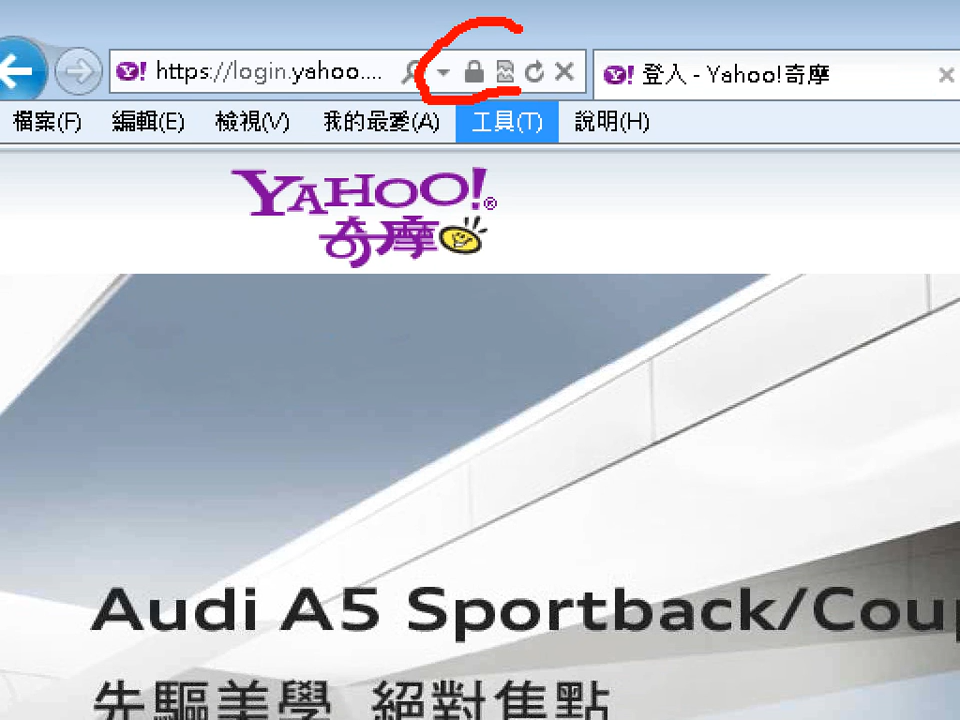 Y! https://login.yahoo.... Y! 登入 - Yahoo!奇摩
檔案(F) 編輯(E) 檢視(V) 我的最愛(A) 工具(T) 說明(H)
YAHOO!®
奇摩
Audi A5 Sportback/Coup
先驅美學 絕對焦點